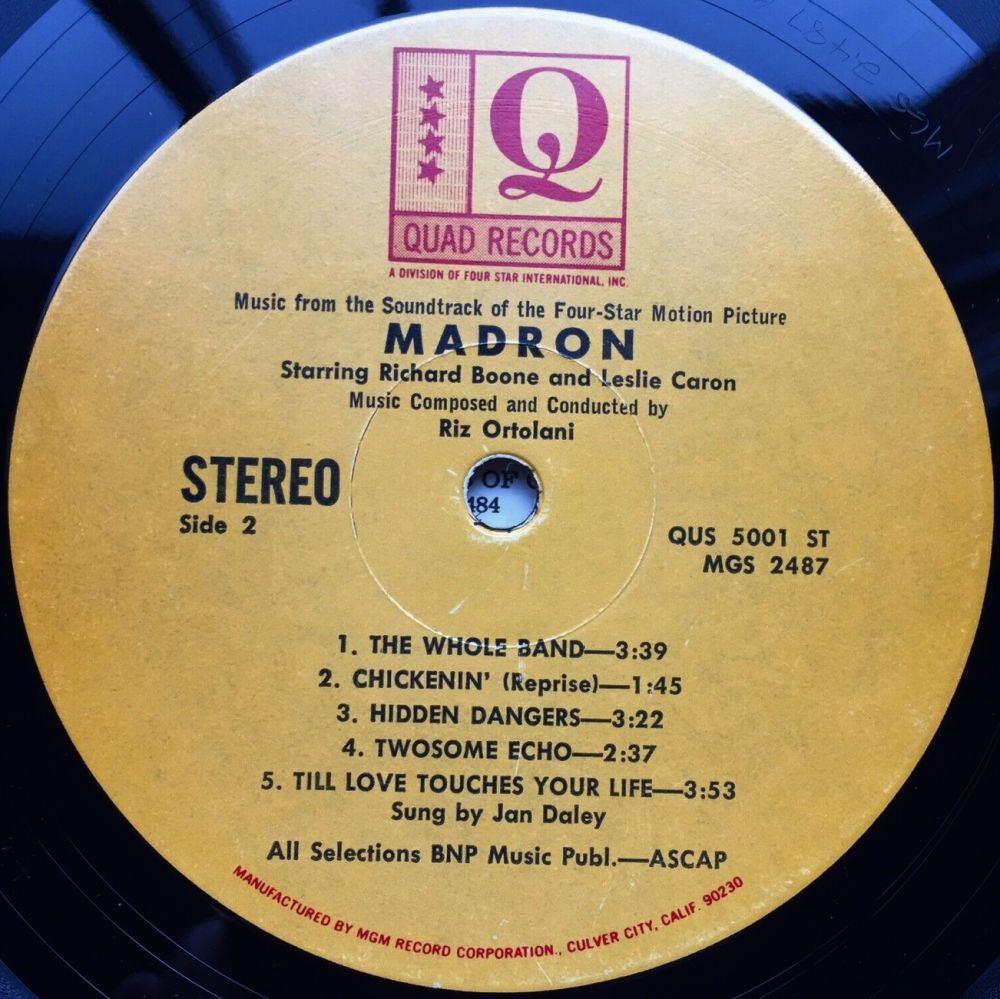 Q
QUAD RECORDS
A DIVISION OF FOUR STAR INTERNATIONAL, INC.
Music from the Soundtrack of the Four-Star Motion Picture
MADRON
Starring Richard Boone and Leslie Caron
Music Composed and Conducted by
Riz Ortolani
STEREO
Side 2
OF
484
QUS 5001 ST
MGS 2487
1. THE WHOLE BAND—3:39
2. CHICKENIN' (Reprise)—1:45
3. HIDDEN DANGERS—3:22
4. TWOSOME ECHO—2:37
5. TILL LOVE TOUCHES YOUR LIFE—3:53
Sung by Jan Daley
All Selections BNP Music Publ.—ASCAP
MANUFACTURED BY MGM RECORD CORPORATION., CULVER CITY, CALIF. 90230
MGS 2487